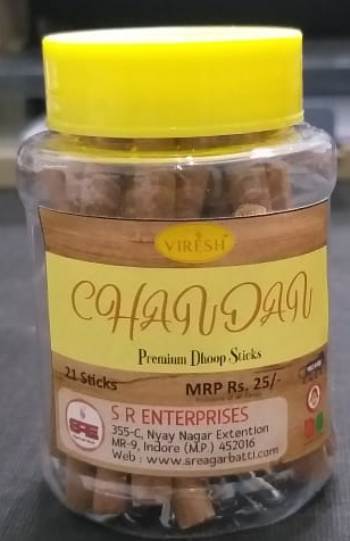 VIRESH
CHANDAN
Premium Dhoop Sticks
21 Sticks
MRP Rs. 25/-
S R ENTERPRISES
355-C, Nyay Nagar Extention
MR-9, Indore (M.P.) 452016
Web : www.sreagarbatti.com